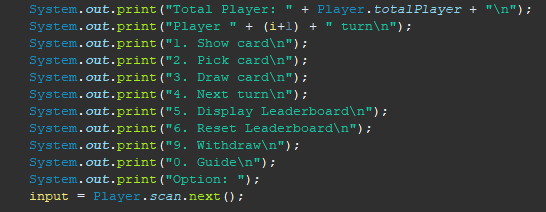 System.out.print("Total Player: " + Player.totalPlayer + "\n");
System.out.print("Player " + (i+1) + " turn\n");
System.out.print("1. Show card\n");
System.out.print("2. Pick card\n");
System.out.print("3. Draw card\n");
System.out.print("4. Next turn\n");
System.out.print("5. Display Leaderboard\n");
System.out.print("6. Reset Leaderboard\n");
System.out.print("9. Withdraw\n");
System.out.print("0. Guide\n");
System.out.print("Option: ");
input = Player.scan.next();